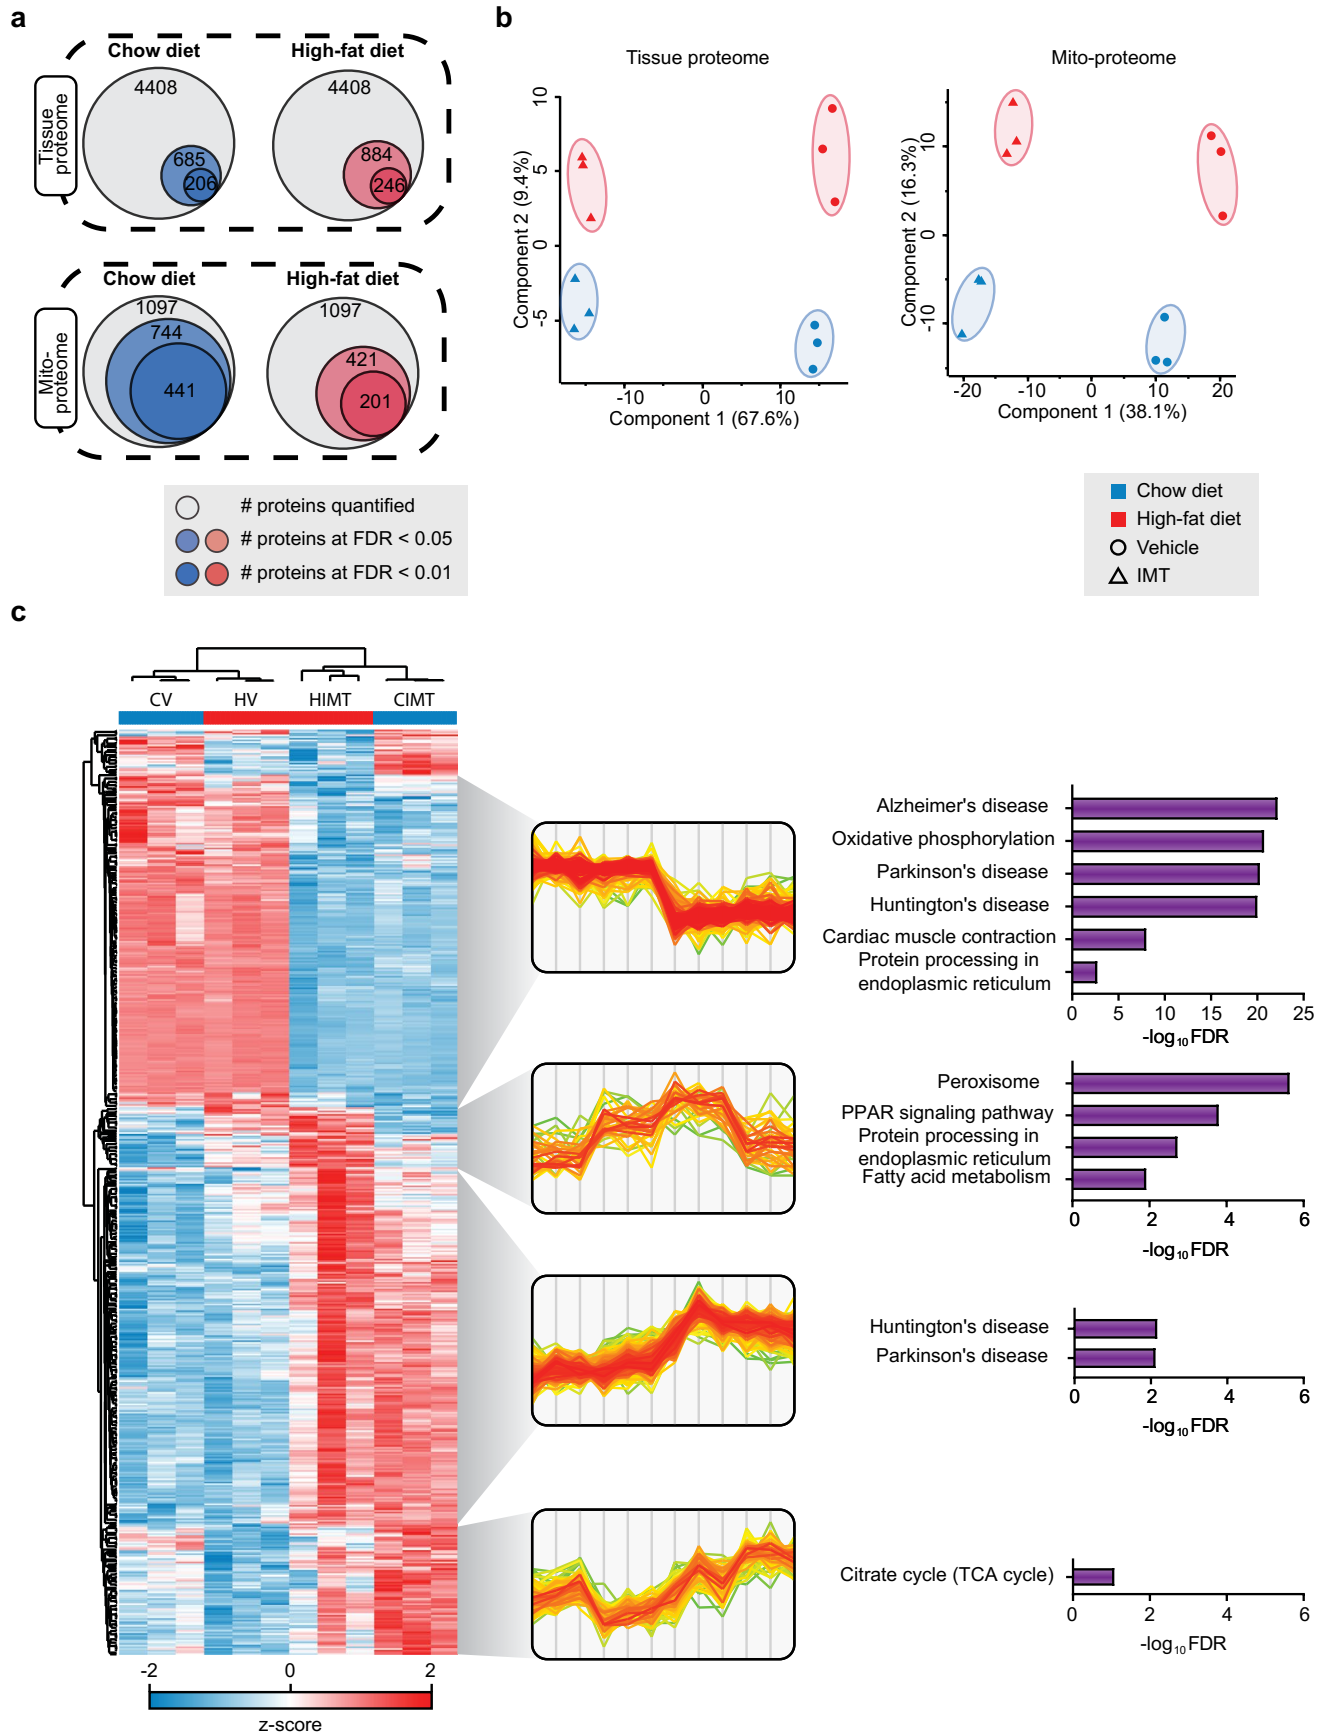 a
Chow diet
High-fat diet
Tissue
proteome
4408
4408
685
884
206
246
Chow diet
High-fat diet
Mito-
proteome
1097
1097
744
421
441
201
# proteins quantified
# proteins at FDR < 0.05
# proteins at FDR < 0.01
b
Tissue proteome
Component 2 (9.4%)
10
5
0
-5
-10
0
10
Component 1 (67.6%)
Mito-proteome
Component 2 (16.3%)
10
0
-10
-20
-10
0
10
20
Component 1 (38.1%)
Chow diet
High-fat diet
Vehicle
IMT
c
CV
HV
HIMT
CIMT
Alzheimer's disease
Oxidative phosphorylation
Parkinson's disease
Huntington's disease
Cardiac muscle contraction
Protein processing in
endoplasmic reticulum
0 5 10 15 20 25
-log₁₀FDR
Peroxisome
PPAR signaling pathway
Protein processing in
endoplasmic reticulum
Fatty acid metabolism
0 2 4 6
-log₁₀FDR
Huntington's disease
Parkinson's disease
0 2 4 6
-log₁₀FDR
Citrate cycle (TCA cycle)
0 2 4 6
-log₁₀FDR
-2 0 2
z-score